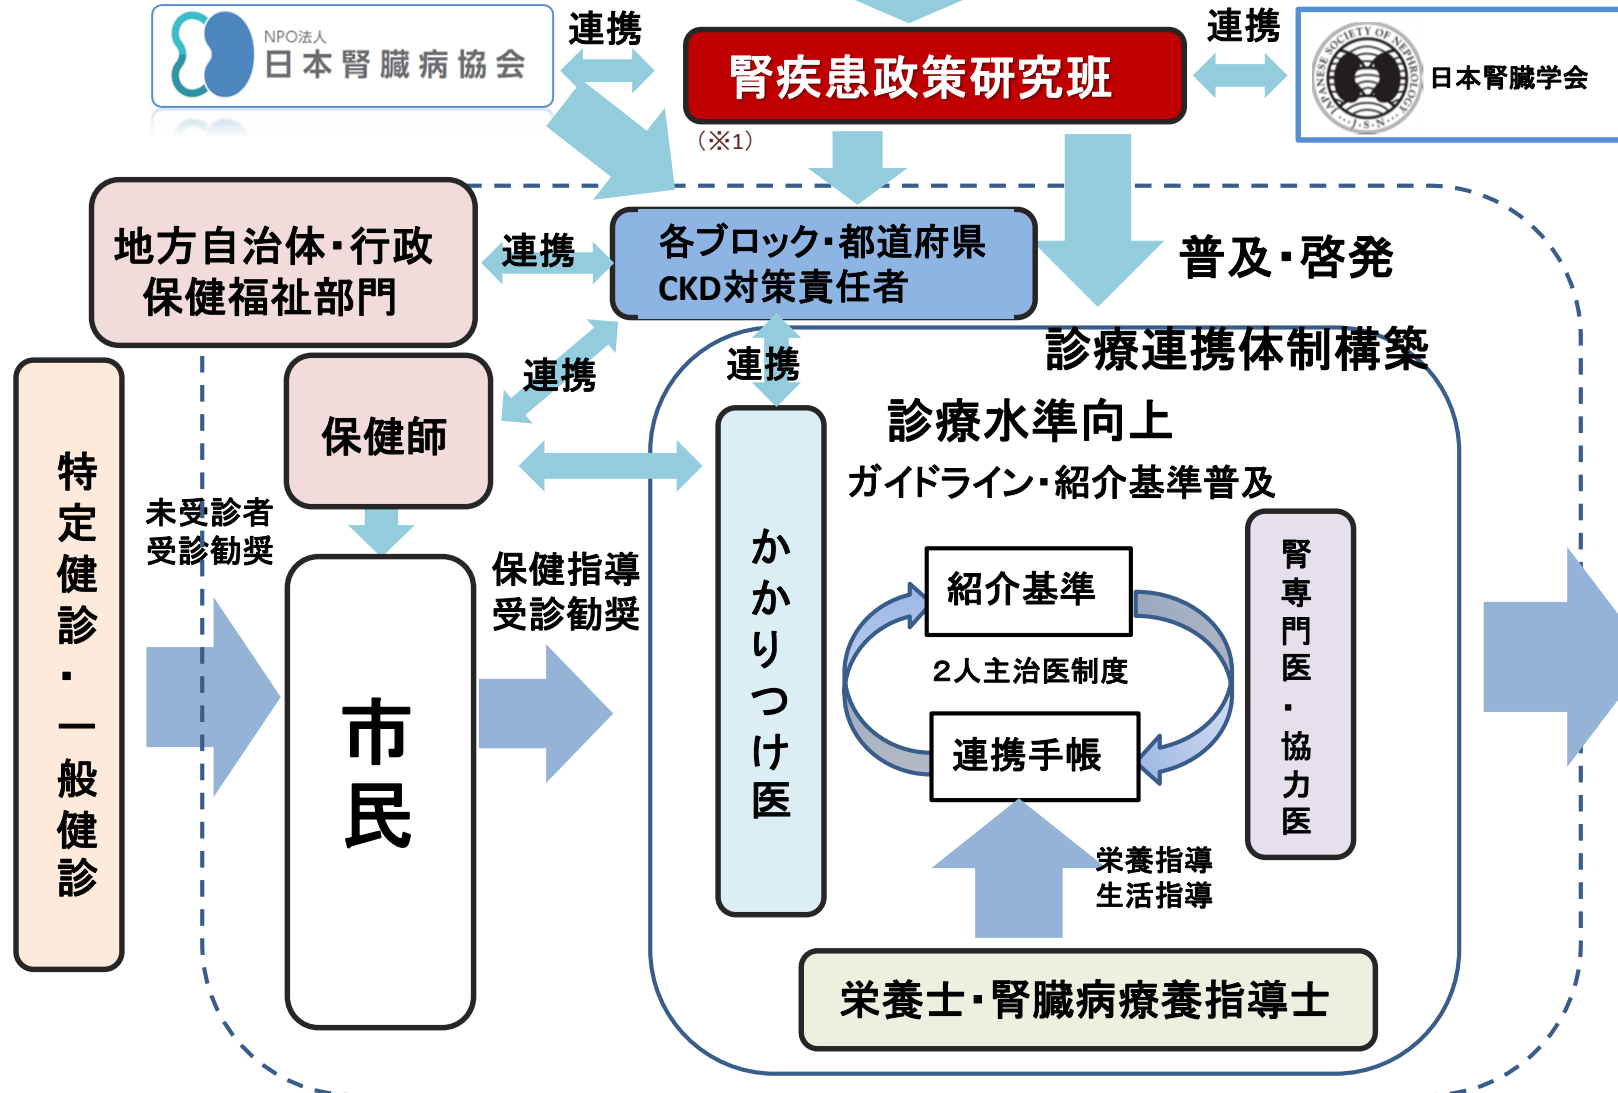 NPO法人
日本腎臓病協会
連携
腎疾患政策研究班
(※1)
連携
JAPANESE SOCIETY OF NEPHROLOGY
J・S・N
日本腎臓学会
地方自治体・行政
保健福祉部門
連携
各ブロック・都道府県
CKD対策責任者
普及・啓発
連携
連携
診療連携体制構築
保健師
診療水準向上
ガイドライン・紹介基準普及
特定健診・一般健診
未受診者
受診勧奨
市民
保健指導
受診勧奨
かかりつけ医
紹介基準
2人主治医制度
連携手帳
腎専門医・協力医
栄養指導
生活指導
栄養士・腎臓病療養指導士